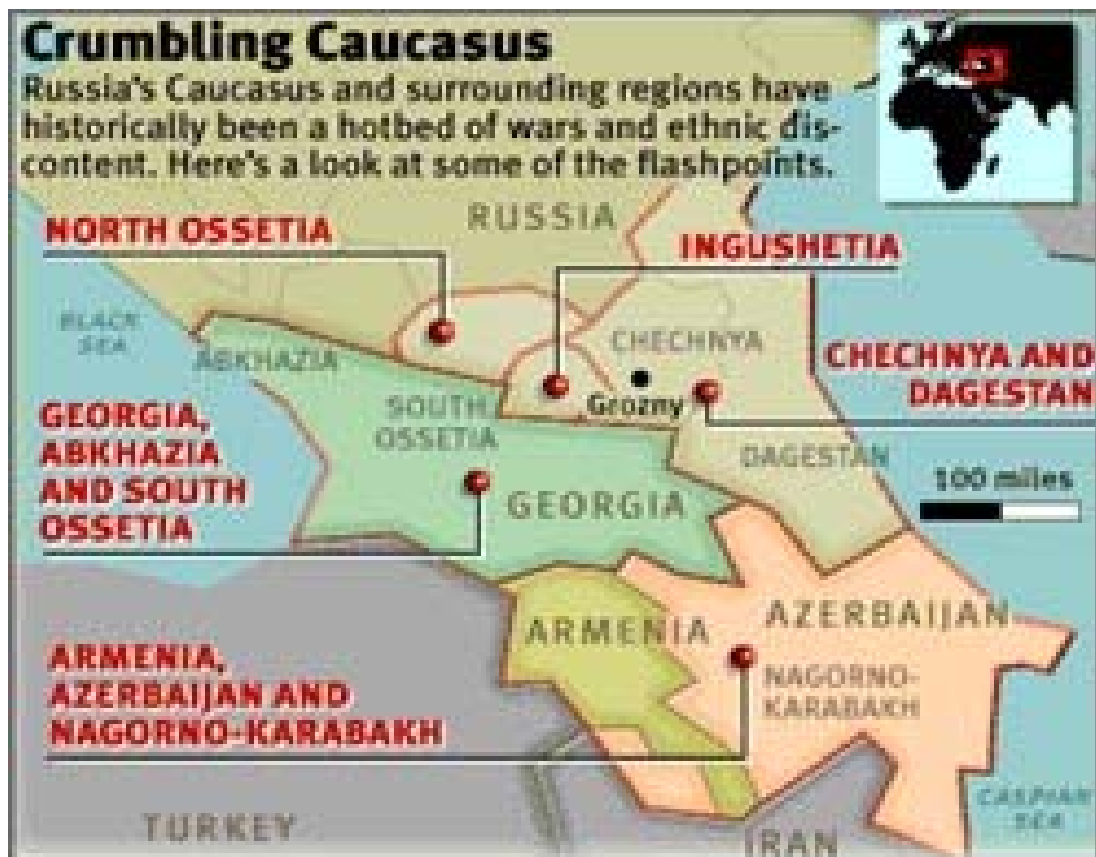 Crumbling Caucasus
Russia's Caucasus and surrounding regions have
historically been a hotbed of wars and ethnic dis-
content. Here's a look at some of the flashpoints.
NORTH OSSETIA
RUSSIA
INGUSHETIA
BLACK
SEA
ABKHAZIA
CHECHNYA
CHECHNYA AND
DAGESTAN
Grozny
GEORGIA,
ABKHAZIA
AND SOUTH
OSSETIA
SOUTH
OSSETIA
DAGESTAN
100 miles
GEORGIA
ARMENIA
AZERBAIJAN
ARMENIA,
AZERBAIJAN AND
NAGORNO-KARABAKH
NAGORNO-
KARABAKH
CASPIAN
SEA
TURKEY
IRAN